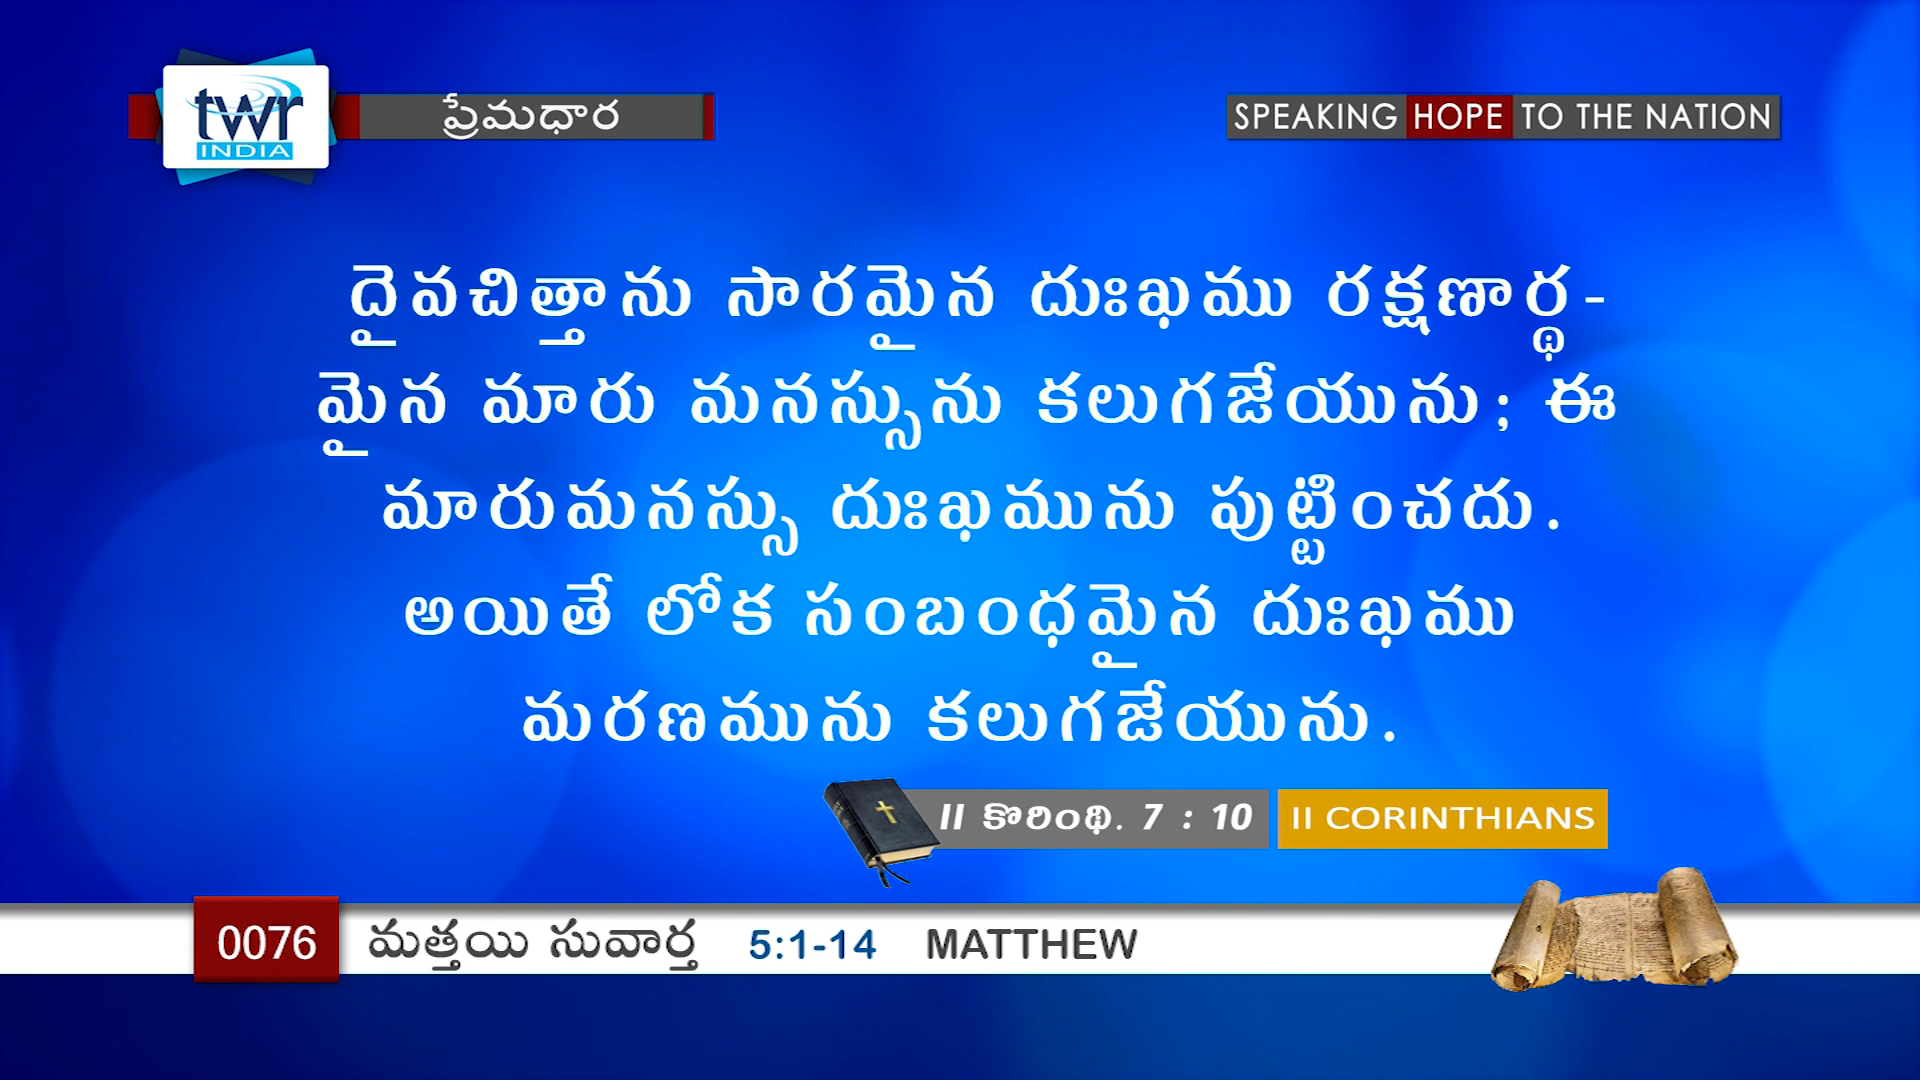 twr
INDIA
ప్రేమధార
SPEAKING HOPE TO THE NATION
దైవచిత్తాను సారమైన దుఃఖము రక్షణార్థ-
మైన మారు మనస్సును కలుగజేయును; ఈ
మారుమనస్సు దుఃఖమును పుట్టించదు.
అయితే లోక సంబంధమైన దుఃఖము
మరణమును కలుగజేయును.
II కొరింథి. 7 : 10 II CORINTHIANS
0076 మత్తయి సువార్త 5:1-14 MATTHEW